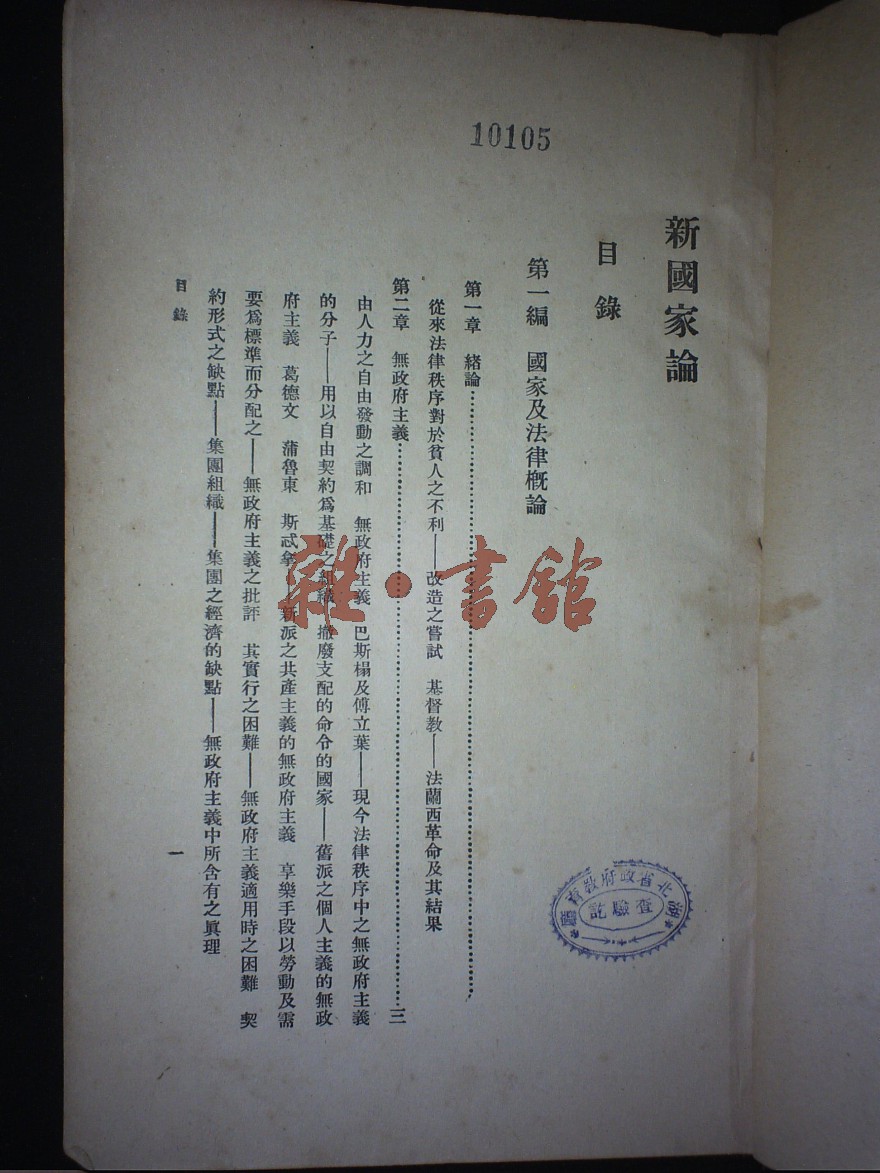 10105
新國家論
目錄
第一編　國家及法律概論
第一章　緒論
從來法律秩序對於貧人之不利——改造之嘗試　基督教——法蘭西革命及其結果
第二章　無政府主義…三
由人力之自由發動之調和　無政府主義　巴斯榻及傅立葉——現今法律秩序中之無政府主義
的分子——用以自由契約爲基礎之組織　撤廢支配的命令的國家——舊派之個人主義的無政
府主義　葛德文　蒲魯東　斯忒　新派之共產主義的無政府主義　享樂手段以勞動及需
要爲標準而分配之——無政府主義之批評　其實行之困難——無政府主義適用時之困難　契
約形式之缺點——集團組織——集團之經濟的缺點——無政府主義中所含有之眞理
目錄
一
湖北省政府教育廳
查驗訖
雜·書館